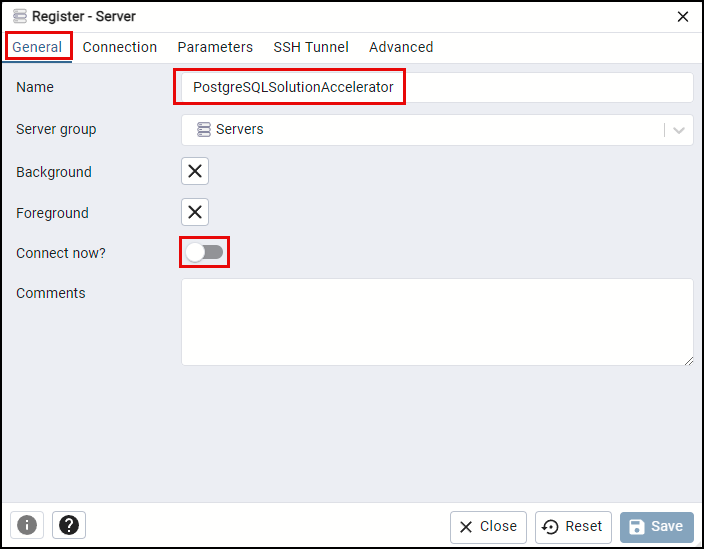 Register - Server
General Connection Parameters SSH Tunnel Advanced
Name PostgreSQLSolutionAccelerator
Server group Servers
Background
Foreground
Connect now?
Comments
Close Reset Save